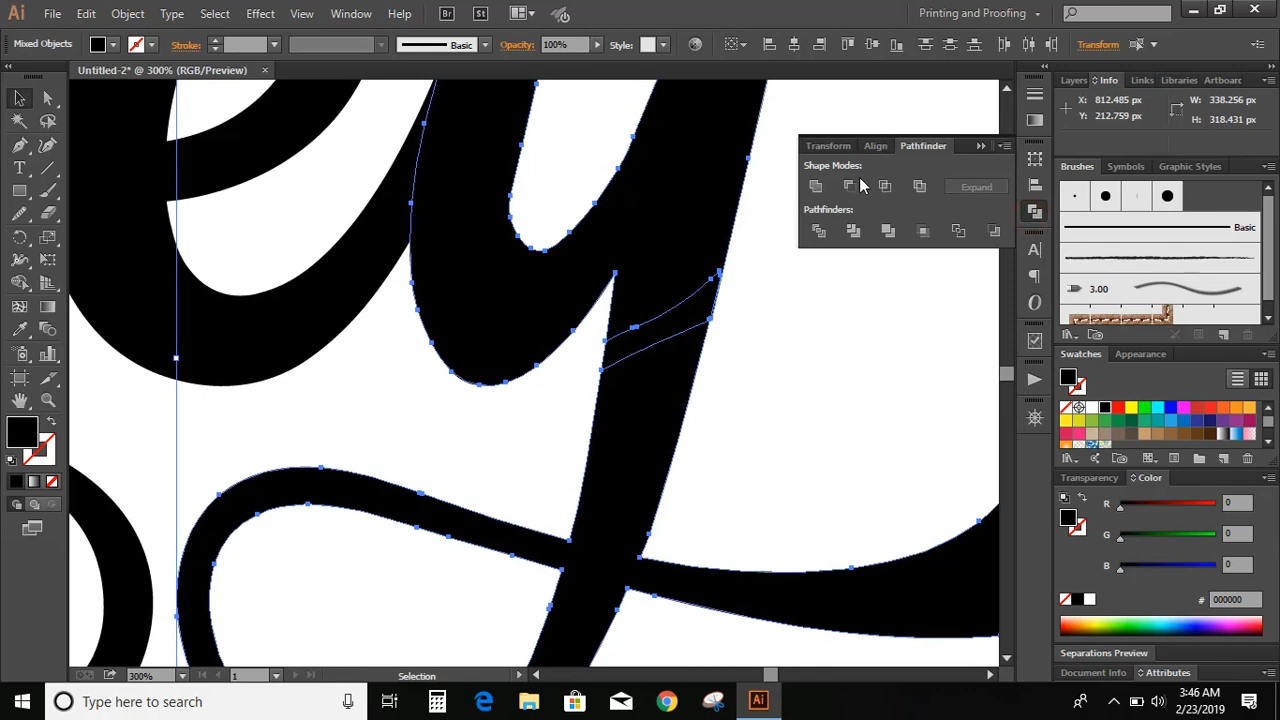 Ai File Edit Object Type Select Effect View Window Help Br St Printing and Proofing
Mixed Objects Stroke: Basic Opacity: 100% Style: Transform
Untitled-2* @ 300% (RGB/Preview) ×
Layers Info Links Libraries Artboarc
X: 812.485 px W: 338.256 px
Y: 212.759 px H: 318.431 px
Transform Align Pathfinder
Shape Modes:
Expand
Pathfinders:
Brushes Symbols Graphic Styles
Basic
3.00
Swatches Appearance
Transparency Color
R 0
G 0
B 0
# 000000
Separations Preview
Document Info Attributes
300% 1 Selection
Type here to search
Ai
3:46 AM
2/23/2019